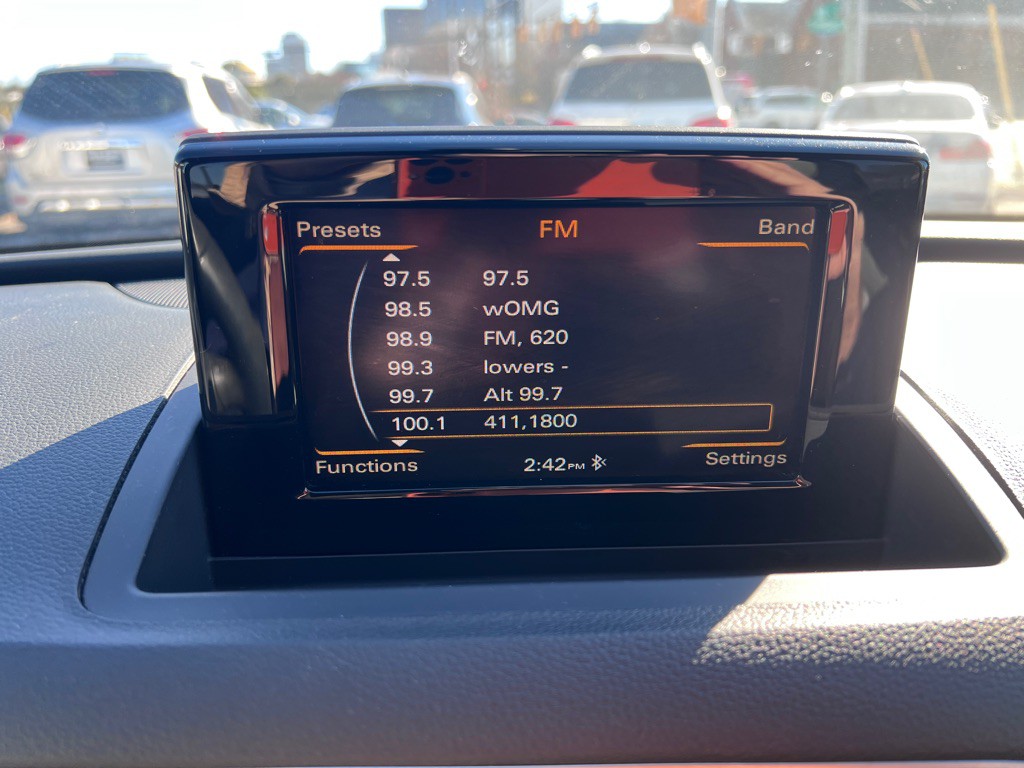 Presets FM Band
97.5 97.5
98.5 wOMG
98.9 FM, 620
99.3 lowers -
99.7 Alt 99.7
100.1 411,1800
Functions 2:42PM Settings